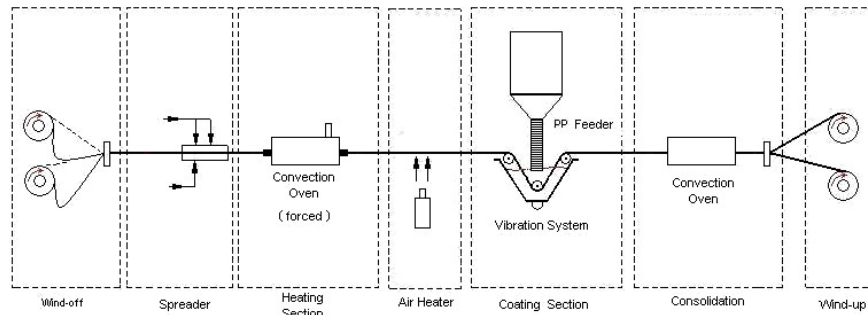 PP Feeder
Convection
Oven
( forced )
Vibration System
Convection
Oven
Wind-off
Spreader
Heating
Section
Air Heater
Coating Section
Consolidation
Wind-up